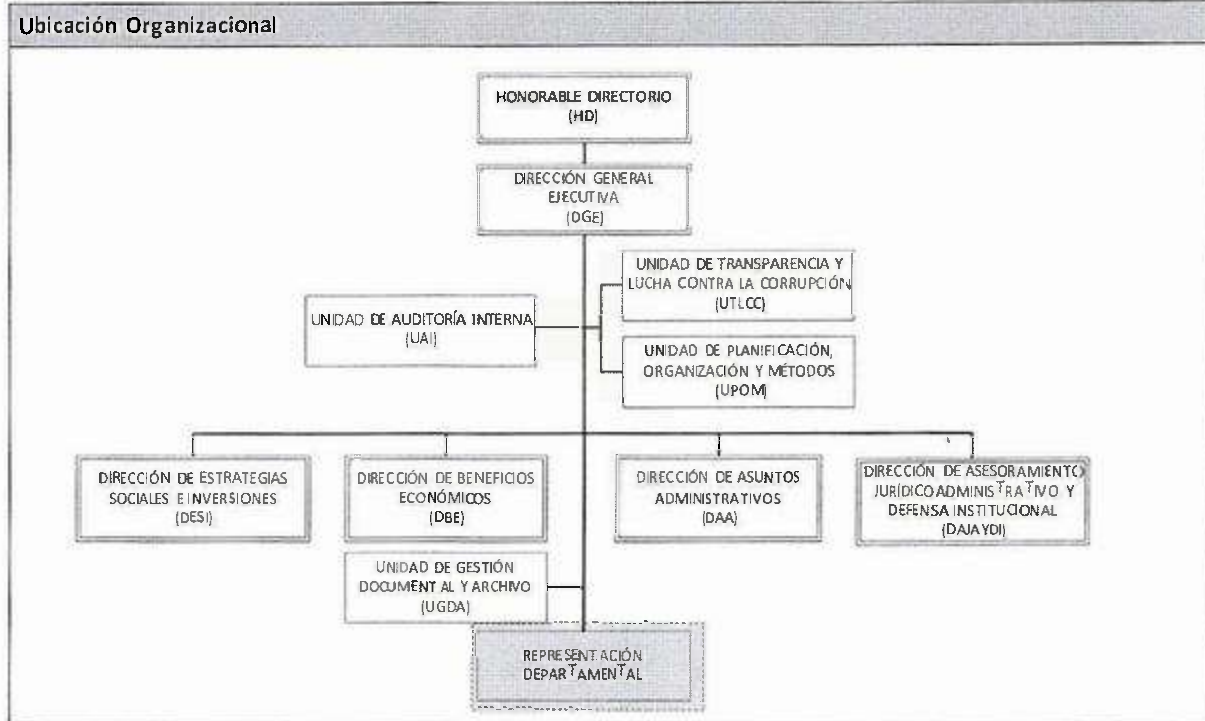 Ubicación Organizacional
HONORABLE DIRECTORIO
(HD)
DIRECCIÓN GENERAL
EJECUTIVA
(DGE)
UNIDAD DE TRANSPARENCIA Y
LUCHA CONTRA LA CORRUPCIÓN
(UTLCC)
UNIDAD DE AUDITORÍA INTERNA
(UAI)
UNIDAD DE PLANIFICACIÓN,
ORGANIZACIÓN Y MÉTODOS
(UPOM)
DIRECCIÓN DE ESTRATEGIAS
SOCIALES E INVERSIONES
(DESI)
DIRECCIÓN DE BENEFICIOS
ECONÓMICOS
(DBE)
DIRECCIÓN DE ASUNTOS
ADMINISTRATIVOS
(DAA)
DIRECCIÓN DE ASESORAMIENTO
JURÍDICO ADMINISTRATIVO Y
DEFENSA INSTITUCIONAL
(DAJAYDI)
UNIDAD DE GESTIÓN
DOCUMENTAL Y ARCHIVO
(UGDA)
REPRESENTACIÓN
DEPARTAMENTAL